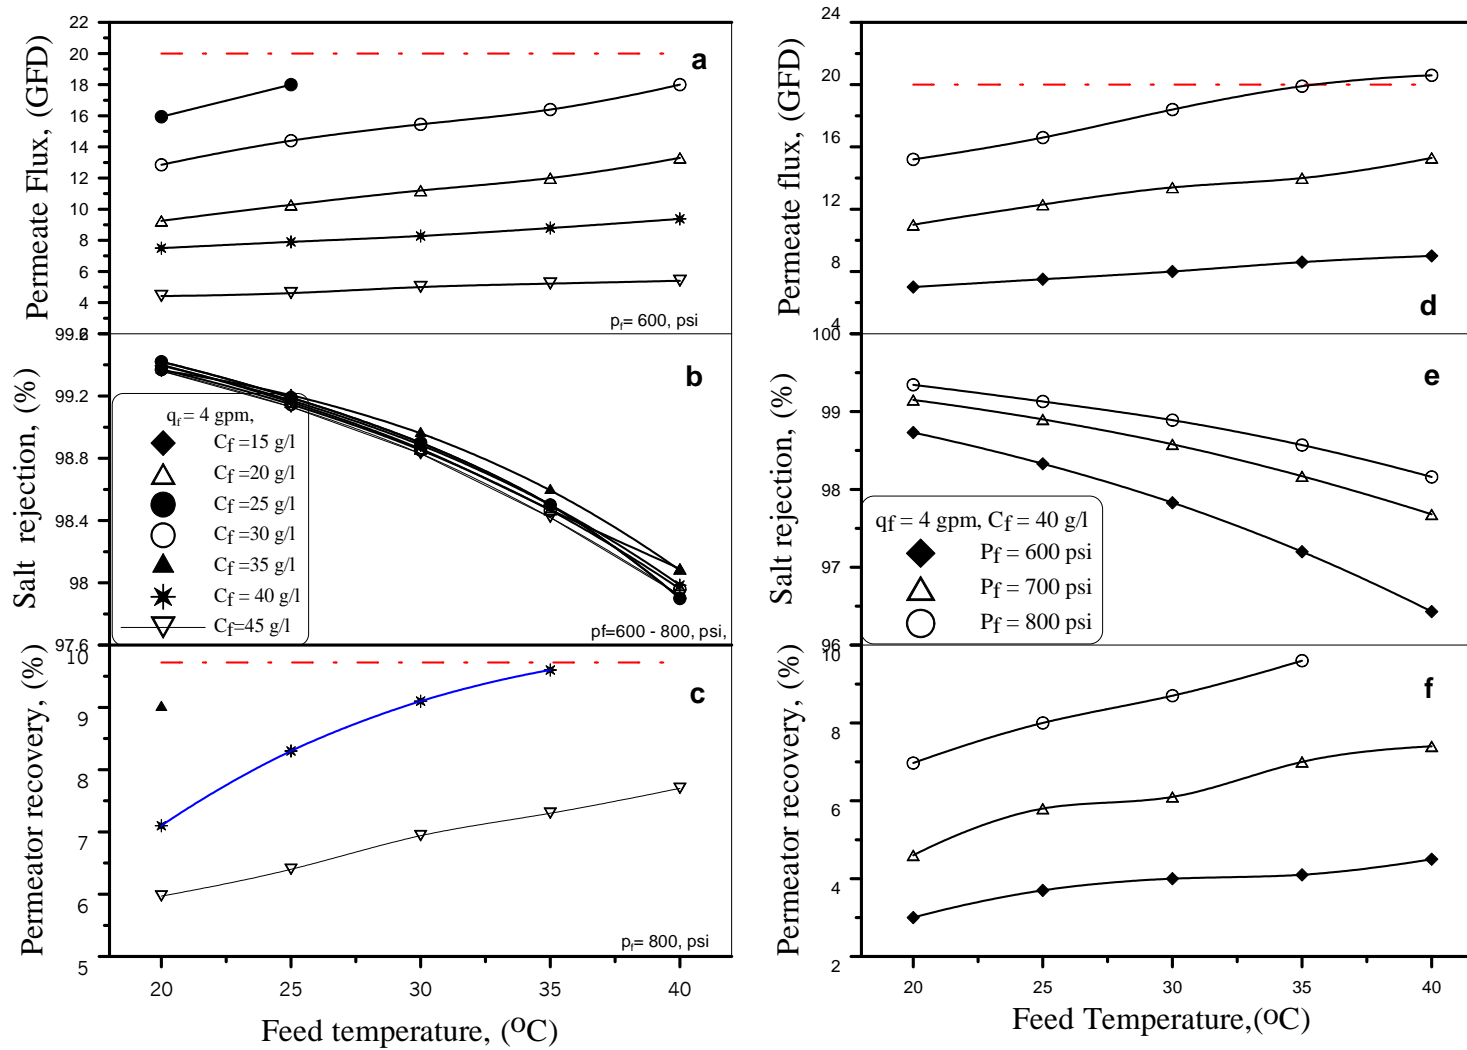 22
20
18
16
14
12
10
8
6
4
Permeate Flux, (GFD)
a
pf= 600, psi
99.6
99.2
98.8
98.4
98
97.6
Salt rejection, (%)
b
qf = 4 gpm,
Cf =15 g/l
Cf =20 g/l
Cf =25 g/l
Cf =30 g/l
Cf =35 g/l
Cf = 40 g/l
Cf=45 g/l
pf=600 - 800, psi,
10
9
8
7
6
5
Permeator recovery, (%)
c
pf= 800, psi
20 25 30 35 40
Feed temperature, (oC)
24
20
16
12
8
4
Permeate flux, (GFD)
d
100
99
98
97
96
Salt rejection, (%)
e
qf = 4 gpm, Cf = 40 g/l
Pf = 600 psi
Pf = 700 psi
Pf = 800 psi
10
8
6
4
2
Permeator recovery, (%)
f
20 25 30 35 40
Feed Temperature,(oC)